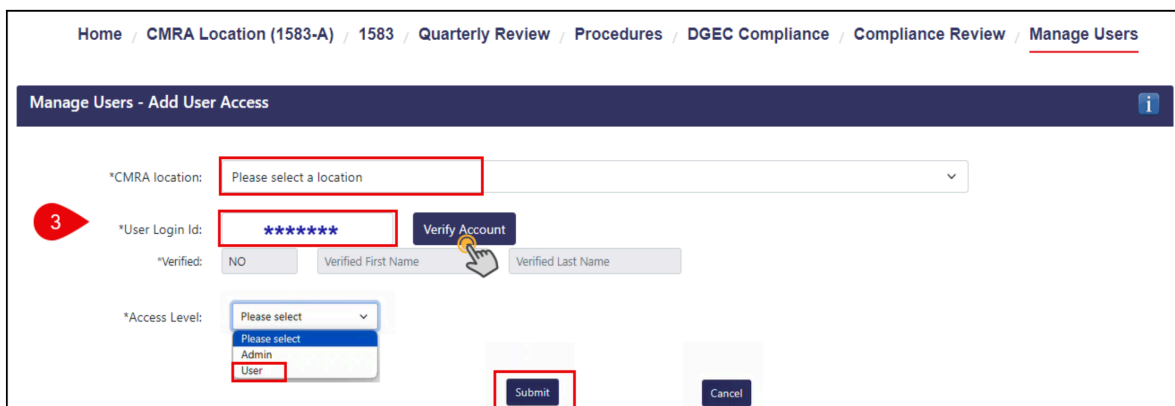 Home / CMRA Location (1583-A) / 1583 / Quarterly Review / Procedures / DGEC Compliance / Compliance Review / Manage Users
Manage Users - Add User Access i
*CMRA location: Please select a location
3 *User Login Id: ******* Verify Account
*Verified: NO Verified First Name Verified Last Name
*Access Level: Please select
Please select
Admin
User
Submit Cancel